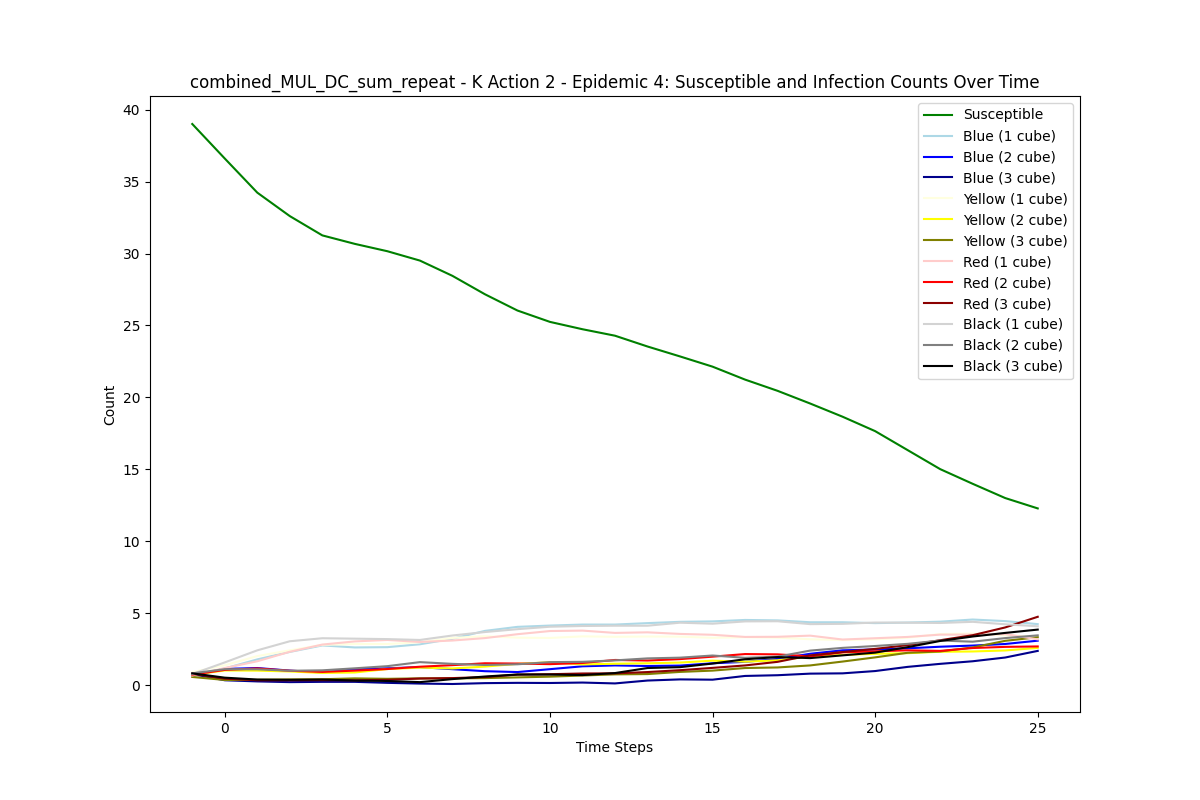 combined_MUL_DC_sum_repeat - K Action 2 - Epidemic 4: Susceptible and Infection Counts Over Time
40
35
30
25
20
15
10
5
0
Count
0 5 10 15 20 25
Time Steps
Susceptible
Blue (1 cube)
Blue (2 cube)
Blue (3 cube)
Yellow (1 cube)
Yellow (2 cube)
Yellow (3 cube)
Red (1 cube)
Red (2 cube)
Red (3 cube)
Black (1 cube)
Black (2 cube)
Black (3 cube)